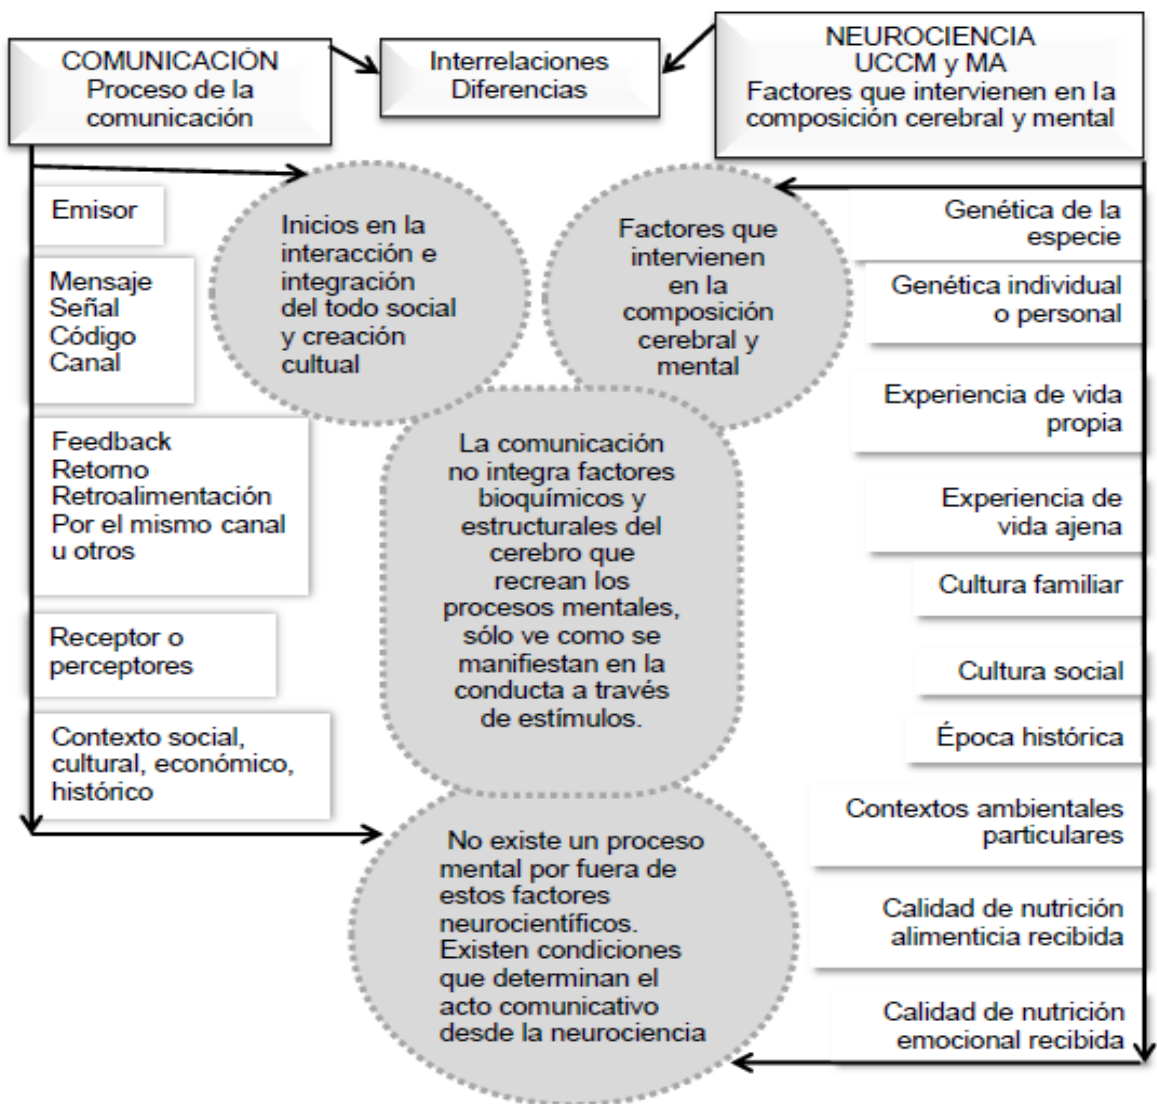 COMUNICACIÓN
Proceso de la
comunicación
Interrelaciones
Diferencias
NEUROCIENCIA
UCCM y MA
Factores que intervienen en la
composición cerebral y mental
Emisor
Mensaje
Señal
Código
Canal
Feedback
Retorno
Retroalimentación
Por el mismo canal
u otros
Receptor o
perceptores
Contexto social,
cultural, económico,
histórico
Inicios en la
interacción e
integración
del todo social
y creación
cultual
Factores que
intervienen
en la
composición
cerebral y
mental
La comunicación
no integra factores
bioquímicos y
estructurales del
cerebro que
recrean los
procesos mentales,
sólo ve como se
manifiestan en la
conducta a través
de estímulos.
No existe un proceso
mental por fuera de
estos factores
neurocientíficos.
Existen condiciones
que determinan el
acto comunicativo
desde la neurociencia
Genética de la
especie
Genética individual
o personal
Experiencia de vida
propia
Experiencia de
vida ajena
Cultura familiar
Cultura social
Época histórica
Contextos ambientales
particulares
Calidad de nutrición
alimenticia recibida
Calidad de nutrición
emocional recibida